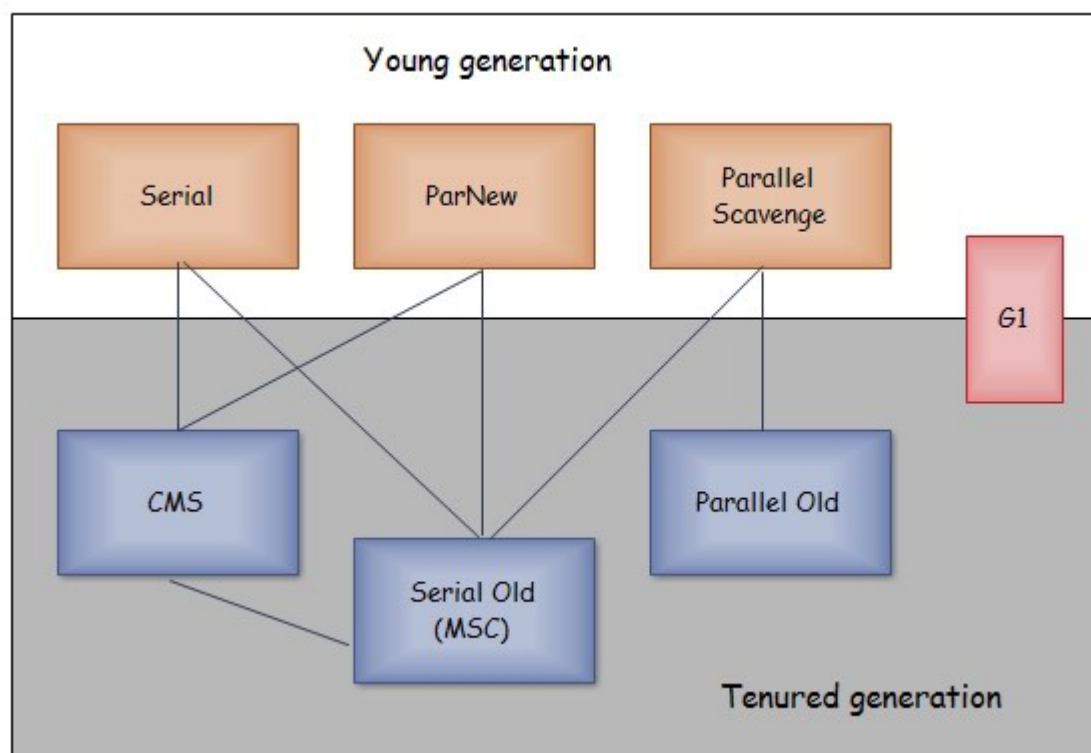 Young generation
Serial
ParNew
Parallel
Scavenge
G1
CMS
Parallel Old
Serial Old
(MSC)
Tenured generation